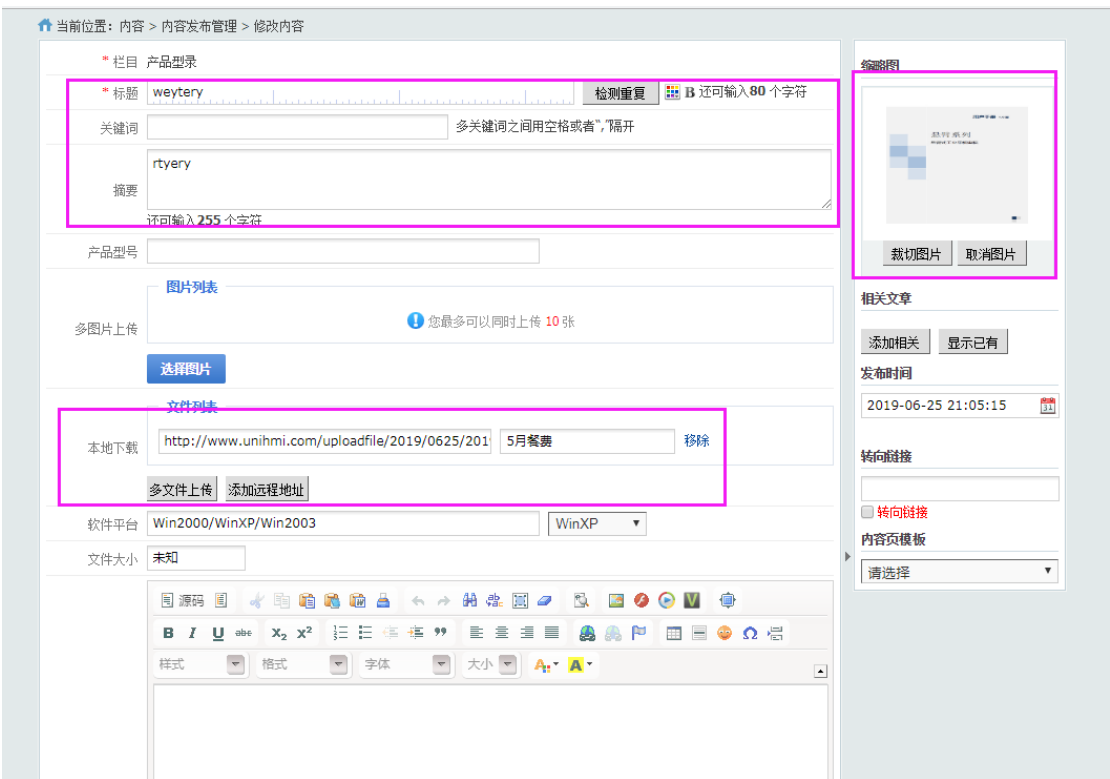 当前位置：内容 > 内容发布管理 > 修改内容
* 栏目 产品型录
* 标题 weytery 检测重复 B 还可输入80 个字符
关键词 多关键词之间用空格或者“,”隔开
摘要 rtyery
还可输入255 个字符
产品型号
图片列表
多图片上传 您最多可以同时上传 10 张
选择图片
文件列表
本地下载 http://www.unihmi.com/uploadfile/2019/0625/201 5月餐费 移除
多文件上传 添加远程地址
软件平台 Win2000/WinXP/Win2003 WinXP
文件大小 未知
源码
B I U abc X₂ X²
样式 格式 字体 大小 A A
缩略图
裁切图片 取消图片
相关文章
添加相关 显示已有
发布时间
2019-06-25 21:05:15
转向链接
转向链接
内容页模板
请选择